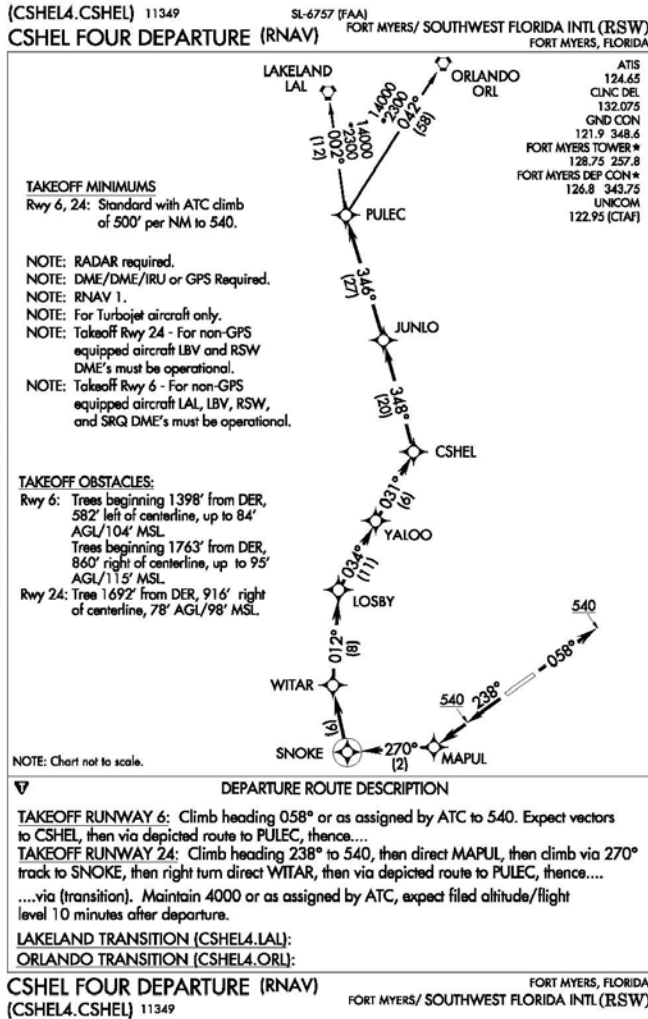 (CSHEL4.CSHEL) 11349
SL-6757 (FAA)
FORT MYERS/ SOUTHWEST FLORIDA INTL (RSW)
CSHEL FOUR DEPARTURE (RNAV)
FORT MYERS, FLORIDA
ATIS
124.65
CLNC DEL
132.075
GND CON
121.9 348.6
FORT MYERS TOWER★
128.75 257.8
FORT MYERS DEP CON★
126.8 343.75
UNICOM
122.95 (CTAF)
LAKELAND
LAL
ORLANDO
ORL
14000
*2300
002°
(12)
14000
*2300
042°
(58)
TAKEOFF MINIMUMS
Rwy 6, 24: Standard with ATC climb
of 500' per NM to 540.
PULEC
NOTE: RADAR required.
NOTE: DME/DME/IRU or GPS Required.
NOTE: RNAV 1.
NOTE: For Turbojet aircraft only.
NOTE: Takeoff Rwy 24 - For non-GPS
equipped aircraft LBV and RSW
DME's must be operational.
NOTE: Takeoff Rwy 6 - For non-GPS
equipped aircraft LAL, LBV, RSW,
and SRQ DME's must be operational.
346°
(27)
JUNLO
348°
(20)
CSHEL
TAKEOFF OBSTACLES:
Rwy 6: Trees beginning 1398' from DER,
582' left of centerline, up to 84'
AGL/104' MSL.
Trees beginning 1763' from DER,
860' right of centerline, up to 95'
AGL/115' MSL.
Rwy 24: Tree 1692' from DER, 916' right
of centerline, 78' AGL/98' MSL.
031°
(6)
YALOO
034°
(11)
LOSBY
012°
(8)
WITAR
(9)
SNOKE
270°
(2)
MAPUL
540
238°
058°
540
NOTE: Chart not to scale.
T
DEPARTURE ROUTE DESCRIPTION
TAKEOFF RUNWAY 6: Climb heading 058° or as assigned by ATC to 540. Expect vectors
to CSHEL, then via depicted route to PULEC, thence....
TAKEOFF RUNWAY 24: Climb heading 238° to 540, then direct MAPUL, then climb via 270°
track to SNOKE, then right turn direct WITAR, then via depicted route to PULEC, thence....
....via (transition). Maintain 4000 or as assigned by ATC, expect filed altitude/flight
level 10 minutes after departure.
LAKELAND TRANSITION (CSHEL4.LAL):
ORLANDO TRANSITION (CSHEL4.ORL):
CSHEL FOUR DEPARTURE (RNAV)
FORT MYERS, FLORIDA
(CSHEL4.CSHEL) 11349
FORT MYERS/ SOUTHWEST FLORIDA INTL (RSW)